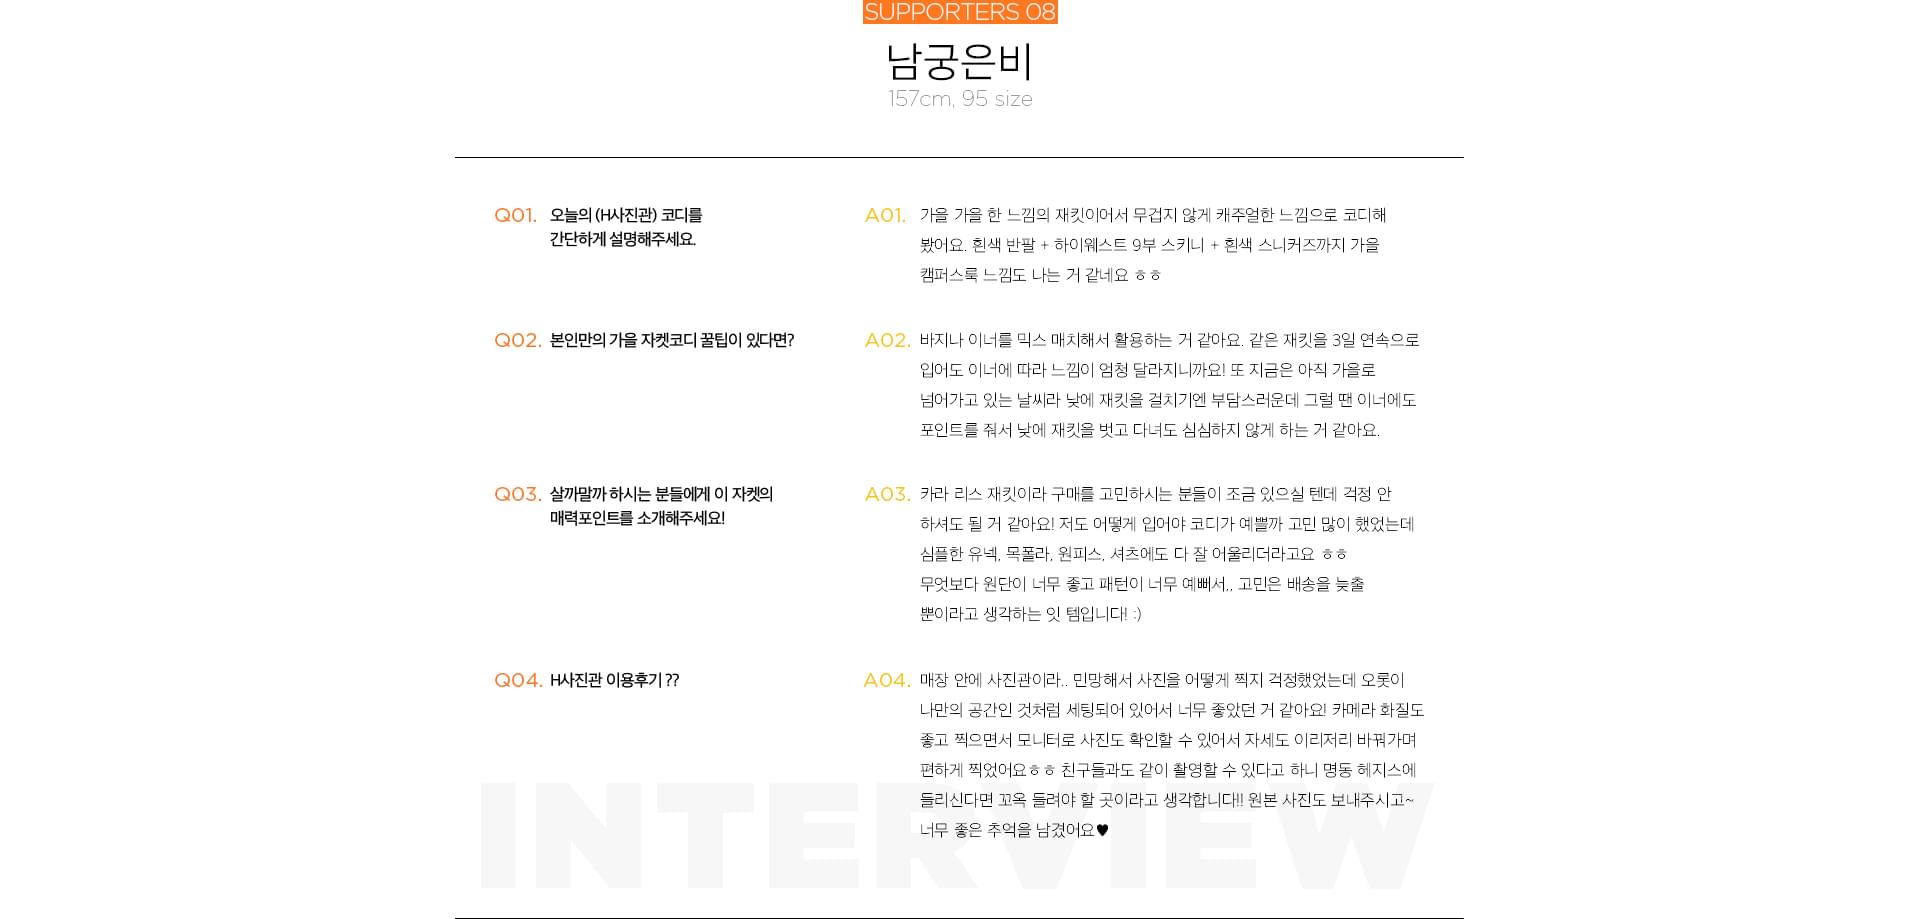 SUPPORTERS 08
남궁은비
157cm, 95 size
Q01. 오늘의 (H사진관) 코디를
간단하게 설명해주세요.
A01. 가을 가을 한 느낌의 재킷이어서 무겁지 않게 캐주얼한 느낌으로 코디해
봤어요. 흰색 반팔 + 하이웨스트 9부 스키니 + 흰색 스니커즈까지 가을
캠퍼스룩 느낌도 나는 거 같네요 ㅎㅎ
Q02. 본인만의 가을 자켓코디 꿀팁이 있다면?
A02. 바지나 이너를 믹스 매치해서 활용하는 거 같아요. 같은 재킷을 3일 연속으로
입어도 이너에 따라 느낌이 엄청 달라지니까요! 또 지금은 아직 가을로
넘어가고 있는 날씨라 낮에 재킷을 걸치기엔 부담스러운데 그럴 땐 이너에도
포인트를 줘서 낮에 재킷을 벗고 다녀도 심심하지 않게 하는 거 같아요.
Q03. 살까말까 하시는 분들에게 이 자켓의
매력포인트를 소개해주세요!
A03. 카라 리스 재킷이라 구매를 고민하시는 분들이 조금 있으실 텐데 걱정 안
하셔도 될 거 같아요! 저도 어떻게 입어야 코디가 예쁠까 고민 많이 했었는데
심플한 유넥, 목폴라, 원피스, 셔츠에도 다 잘 어울리더라고요 ㅎㅎ
무엇보다 원단이 너무 좋고 패턴이 너무 예뻐서,, 고민은 배송을 늦출
뿐이라고 생각하는 잇 템입니다! :)
Q04. H사진관 이용후기 ??
A04. 매장 안에 사진관이라.. 민망해서 사진을 어떻게 찍지 걱정했었는데 오롯이
나만의 공간인 것처럼 세팅되어 있어서 너무 좋았던 거 같아요! 카메라 화질도
좋고 찍으면서 모니터로 사진도 확인할 수 있어서 자세도 이리저리 바꿔가며
편하게 찍었어요ㅎㅎ 친구들과도 같이 촬영할 수 있다고 하니 명동 헤지스에
들리신다면 꼬옥 들려야 할 곳이라고 생각합니다!! 원본 사진도 보내주시고~
너무 좋은 추억을 남겼어요♥
INTERVIEW